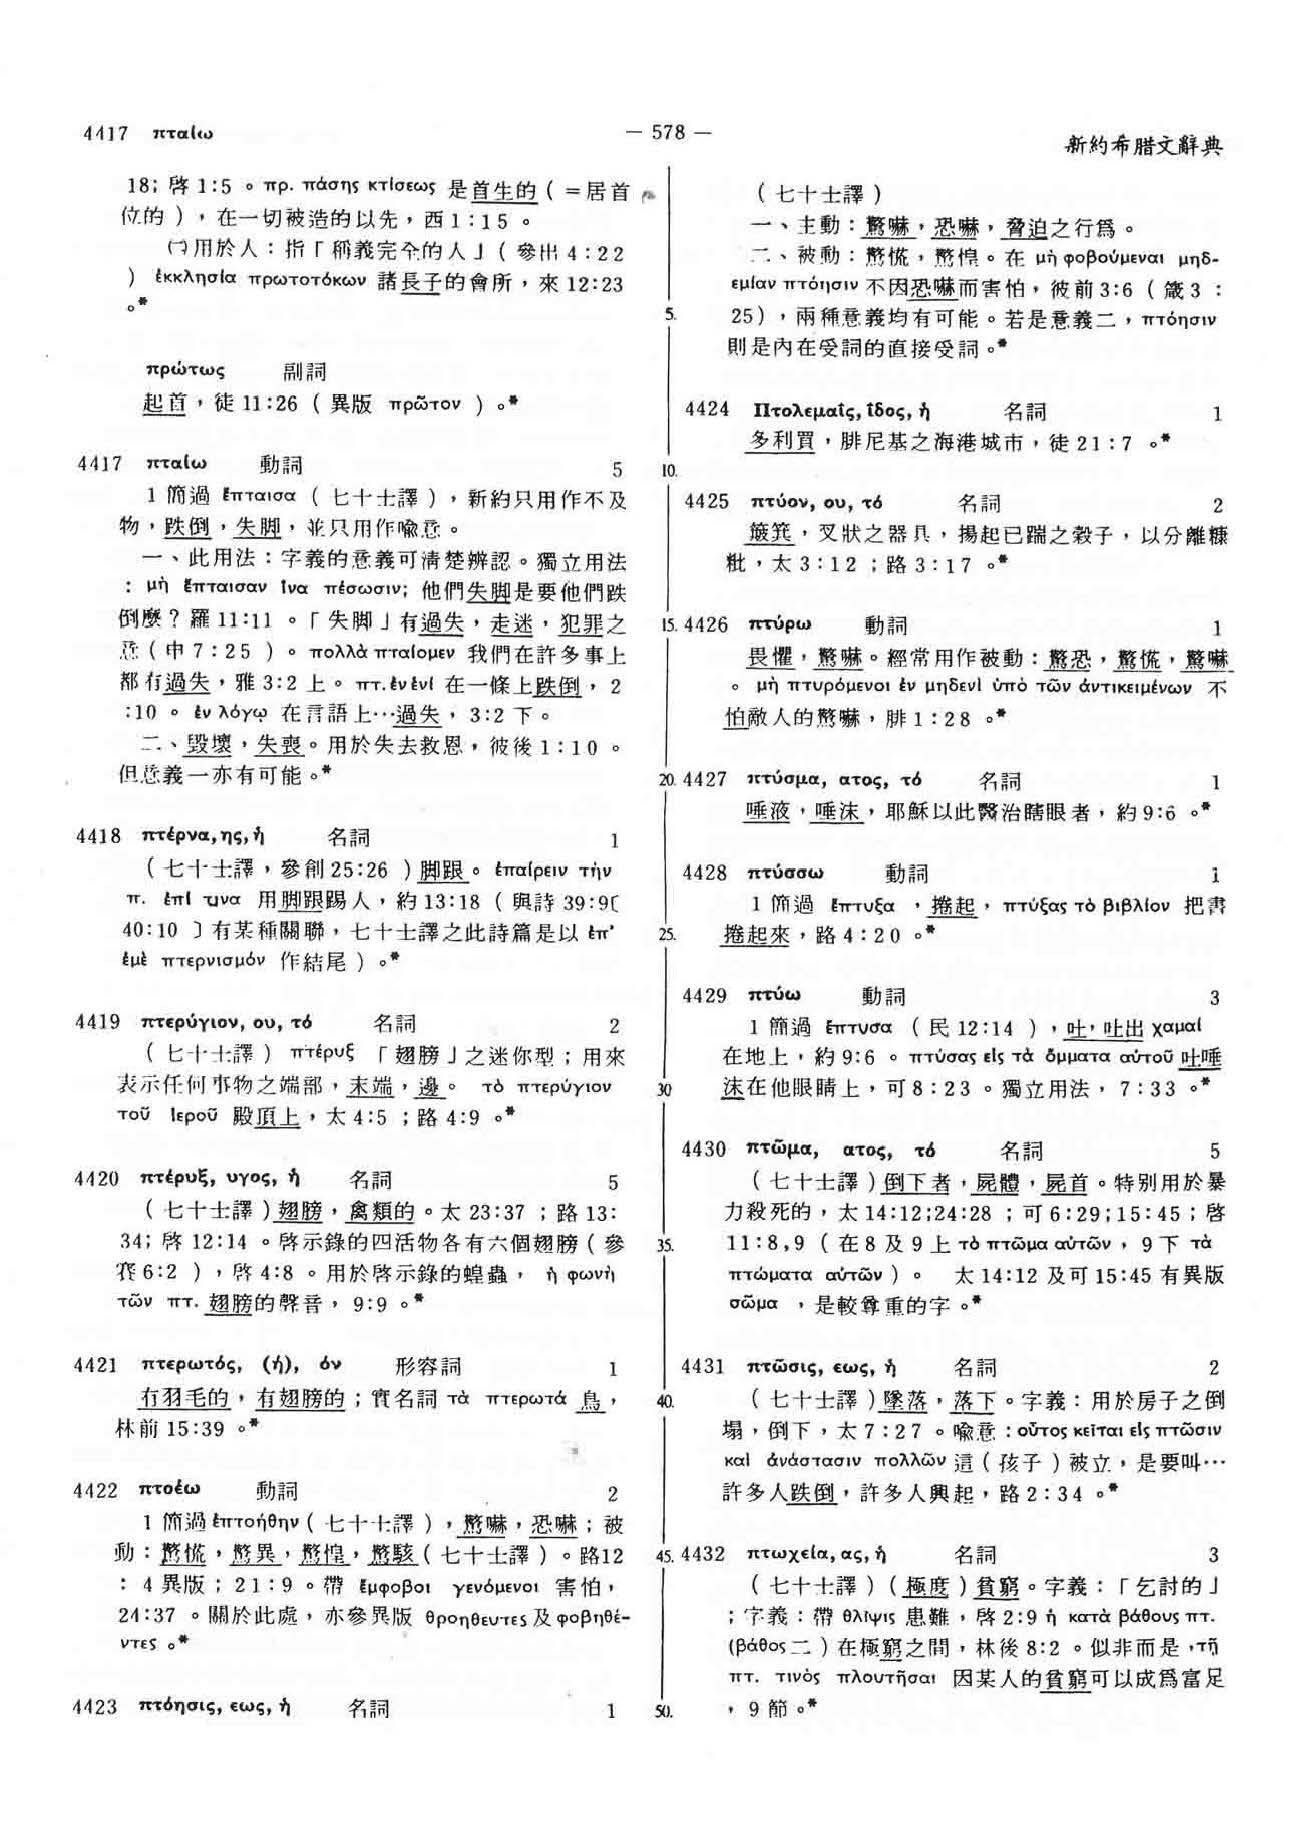 4417 πταίω
— 578 —
新約希腊文辭典
18; 啓 1:5 。 πρ. πάσης κτίσεως 是首生的 ( =居首
位的 ) ，在一切被造的以先，西 1 : 15 。
㈠用於人：指「稱義完全的人」( 參出 4 : 22
) ἐκκλησία πρωτοτόκων 諸長子的會所，來 12:23
。*
πρώτως 副詞
起首，徒 11:26 ( 異版 πρῶτον ) 。*
4417 πταίω 動詞 5
1 簡過 ἔπταισα ( 七十士譯 )，新約只用作不及
物，跌倒，失脚，並只用作喩意。
一、此用法：字義的意義可清楚辨認。獨立用法
: μὴ ἔπταισαν ἵνα πέσωσιν; 他們失脚是要他們跌
倒麼？羅 11:11 。「失脚」有過失，走迷，犯罪之
意 ( 申 7 : 25 ) 。 πολλὰ πταίομεν 我們在許多事上
都有過失，雅 3:2 上。 πτ. ἐν ἑνί 在一條上跌倒，2
:10 。 ἐν λόγῳ 在言語上…過失，3:2 下。
二、毀壞，失喪。用於失去救恩，彼後 1 : 10 。
但意義一亦有可能。*
4418 πτέρνα, ης, ἡ 名詞 1
( 七十士譯，參創 25:26 ) 脚跟。 ἐπαίρειν τὴν
π. ἐπί τινα 用脚跟踢人，約 13:18 ( 與詩 39:9〔
40:10 〕有某種關聯，七十士譯之此詩篇是以 ἐπ'
ἐμὲ πτερνισμόν 作結尾 ) 。*
4419 πτερύγιον, ου, τό 名詞 2
( 七十士譯 ) πτέρυξ 「翅膀」之迷你型；用來
表示任何事物之端部，末端，邊。 τὸ πτερύγιον
τοῦ ἱεροῦ 殿頂上，太 4:5 ；路 4:9 。*
4420 πτέρυξ, υγος, ἡ 名詞 5
( 七十士譯 ) 翅膀，禽類的。太 23:37 ；路 13:
34; 啓 12:14 。啓示錄的四活物各有六個翅膀 ( 參
賽 6:2 )，啓 4:8 。用於啓示錄的蝗蟲， ἡ φωνὴ
τῶν πτ. 翅膀的聲音，9:9 。*
4421 πτερωτός, (ή), όν 形容詞 1
有羽毛的，有翅膀的；實名詞 τὰ πτερωτά 鳥，
林前 15:39 。*
4422 πτοέω 動詞 2
1 簡過 ἐπτοήθην ( 七十士譯 )，驚嚇，恐嚇；被
動：驚慌，驚異，驚惶，驚駭 ( 七十士譯 ) 。路12
: 4 異版；21 : 9 。帶 ἔμφοβοι γενόμενοι 害怕，
24:37 。關於此處，亦參異版 θροηθέντες 及 φοβηθέ-
ντες 。*
4423 πτόησις, εως, ἡ 名詞 1
( 七十士譯 )
一、主動：驚嚇，恐嚇，脅迫之行爲。
二、被動：驚慌，驚惶。在 μὴ φοβούμεναι μηδ-
εμίαν πτόησιν 不因恐嚇而害怕，彼前 3:6 ( 箴 3 :
5.
25)，兩種意義均有可能。若是意義二，πτόησιν
則是內在受詞的直接受詞。*
4424 Πτολεμαΐς, ΐδος, ἡ 名詞 1
多利買，腓尼基之海港城市，徒 21 : 7 。*
10.
4425 πτύον, ου, τό 名詞 2
簸箕，叉狀之器具，揚起已踹之穀子，以分離糠
粃，太 3 : 12 ；路 3 : 17 。*
15. 4426 πτύρω 動詞 1
畏懼，驚嚇。經常用作被動：驚恐，驚慌，驚嚇
。 μὴ πτυρόμενοι ἐν μηδενὶ ὑπὸ τῶν ἀντικειμένων 不
怕敵人的驚嚇，腓 1 : 28 。*
20. 4427 πτύσμα, ατος, τό 名詞 1
唾液，唾沫，耶穌以此醫治瞎眼者，約 9:6 。*
4428 πτύσσω 動詞 1
1 簡過 ἔπτυξα ，捲起，πτύξας τὸ βιβλίον 把書
25.
捲起來，路 4 : 20 。*
4429 πτύω 動詞 3
1 簡過 ἔπτυσα ( 民 12:14 )，吐，吐出 χαμαί
在地上，約 9:6 。 πτύσας εἰς τὰ ὄμματα αὐτοῦ 吐唾
30
沫在他眼睛上，可 8 : 23 。獨立用法，7 : 33 。*
4430 πτῶμα, ατος, τό 名詞 5
( 七十士譯 ) 倒下者，屍體，屍首。特別用於暴
力殺死的，太 14:12;24:28 ；可 6:29;15:45；啓
35.
11:8,9 ( 在 8 及 9 上 τὸ πτῶμα αὐτῶν，9 下 τὰ
πτώματα αὐτῶν ) 。 太 14:12 及可 15:45 有異版
σῶμα ，是較尊重的字。*
4431 πτῶσις, εως, ἡ 名詞 2
40.
( 七十士譯 ) 墜落，落下。字義：用於房子之倒
塌，倒下，太 7 : 27 。喩意：οὗτος κεῖται εἰς πτῶσιν
καὶ ἀνάστασιν πολλῶν 這 ( 孩子 ) 被立，是要叫…
許多人跌倒，許多人興起，路 2 : 34 。*
45. 4432 πτωχεία, ας, ἡ 名詞 3
( 七十士譯 ) ( 極度 ) 貧窮。字義：「乞討的」
；字義：帶 θλῖψις 患難，啓 2:9 ἡ κατὰ βάθους πτ.
(βάθος 二 ) 在極窮之間，林後 8:2 。似非而是，τῇ
πτ. τινὸς πλουτῆσαι 因某人的貧窮可以成爲富足
50.
，9 節。*